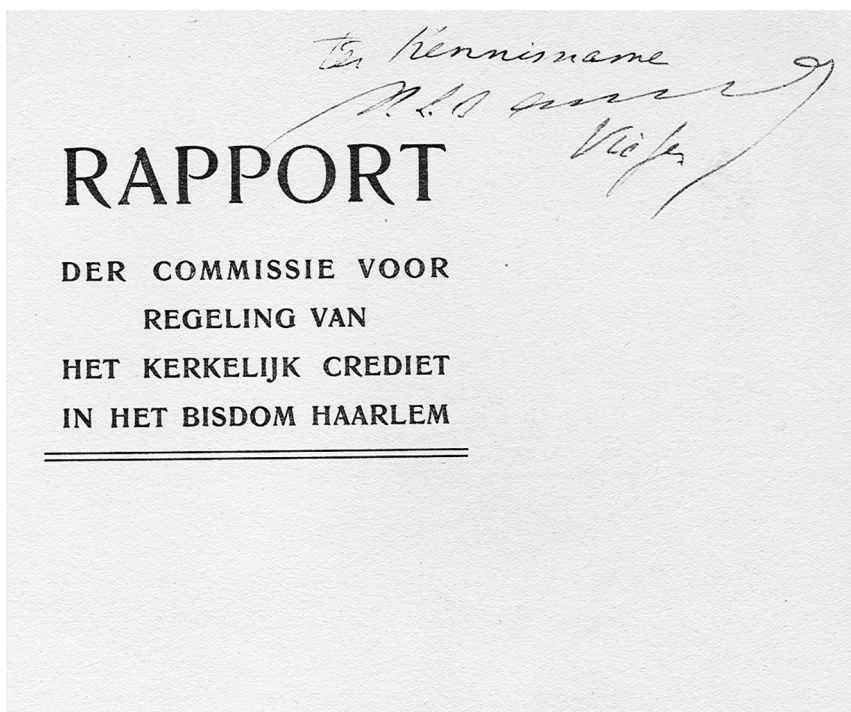 ter Kennisname
RAPPORT
DER COMMISSIE VOOR
REGELING VAN
HET KERKELIJK CREDIET
IN HET BISDOM HAARLEM